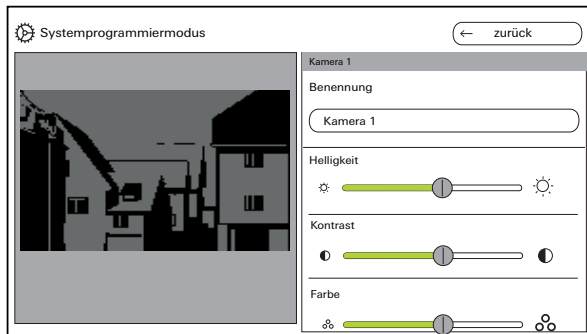 Systemprogrammiermodus
← zurück
Kamera 1
Benennung
Kamera 1
Helligkeit
Kontrast
Farbe